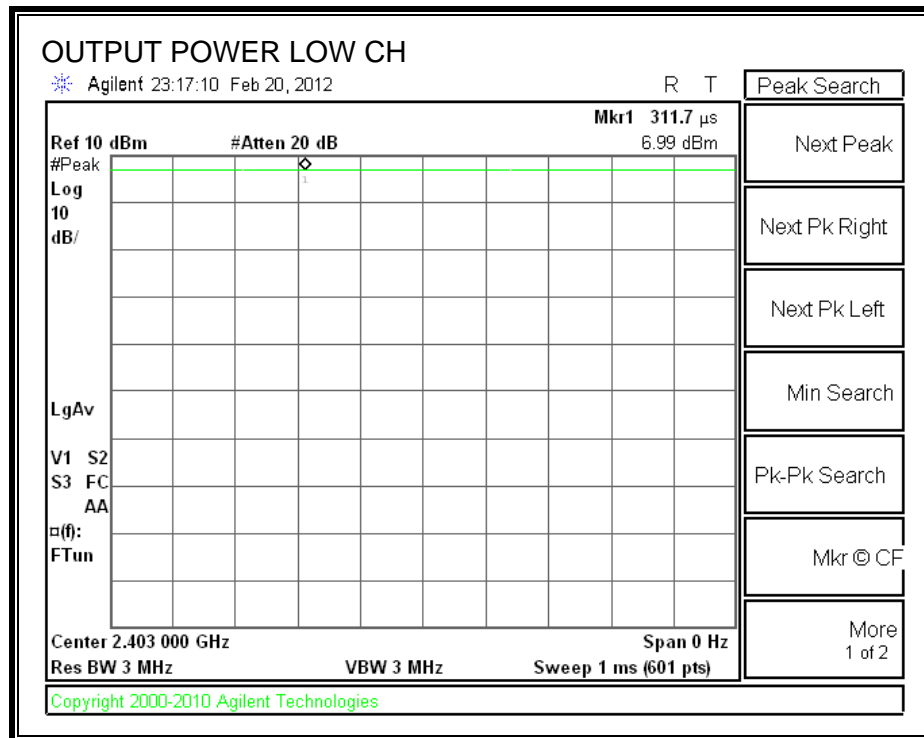 OUTPUT POWER LOW CH
Agilent 23:17:10 Feb 20, 2012 R T
Peak Search
Mkr1 311.7 µs
Ref 10 dBm #Atten 20 dB 6.99 dBm
#Peak
Log
10
dB/
1
LgAv
V1 S2
S3 FC
AA
¤(f):
FTun
Center 2.403 000 GHz Span 0 Hz
Res BW 3 MHz VBW 3 MHz Sweep 1 ms (601 pts)
Next Peak
Next Pk Right
Next Pk Left
Min Search
Pk-Pk Search
Mkr © CF
More
1 of 2
Copyright 2000-2010 Agilent Technologies